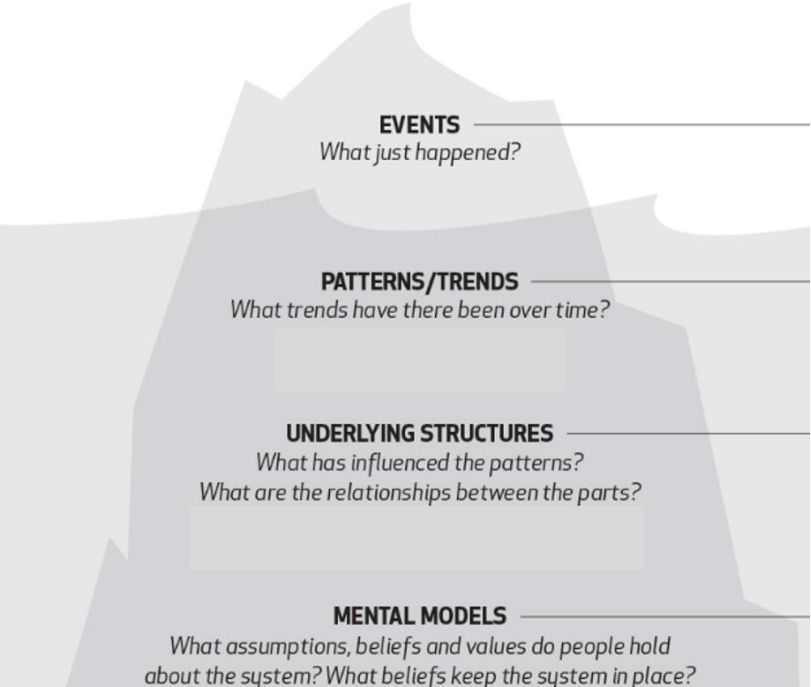 EVENTS
What just happened?
PATTERNS/TRENDS
What trends have there been over time?
UNDERLYING STRUCTURES
What has influenced the patterns?
What are the relationships between the parts?
MENTAL MODELS
What assumptions, beliefs and values do people hold
about the system? What beliefs keep the system in place?